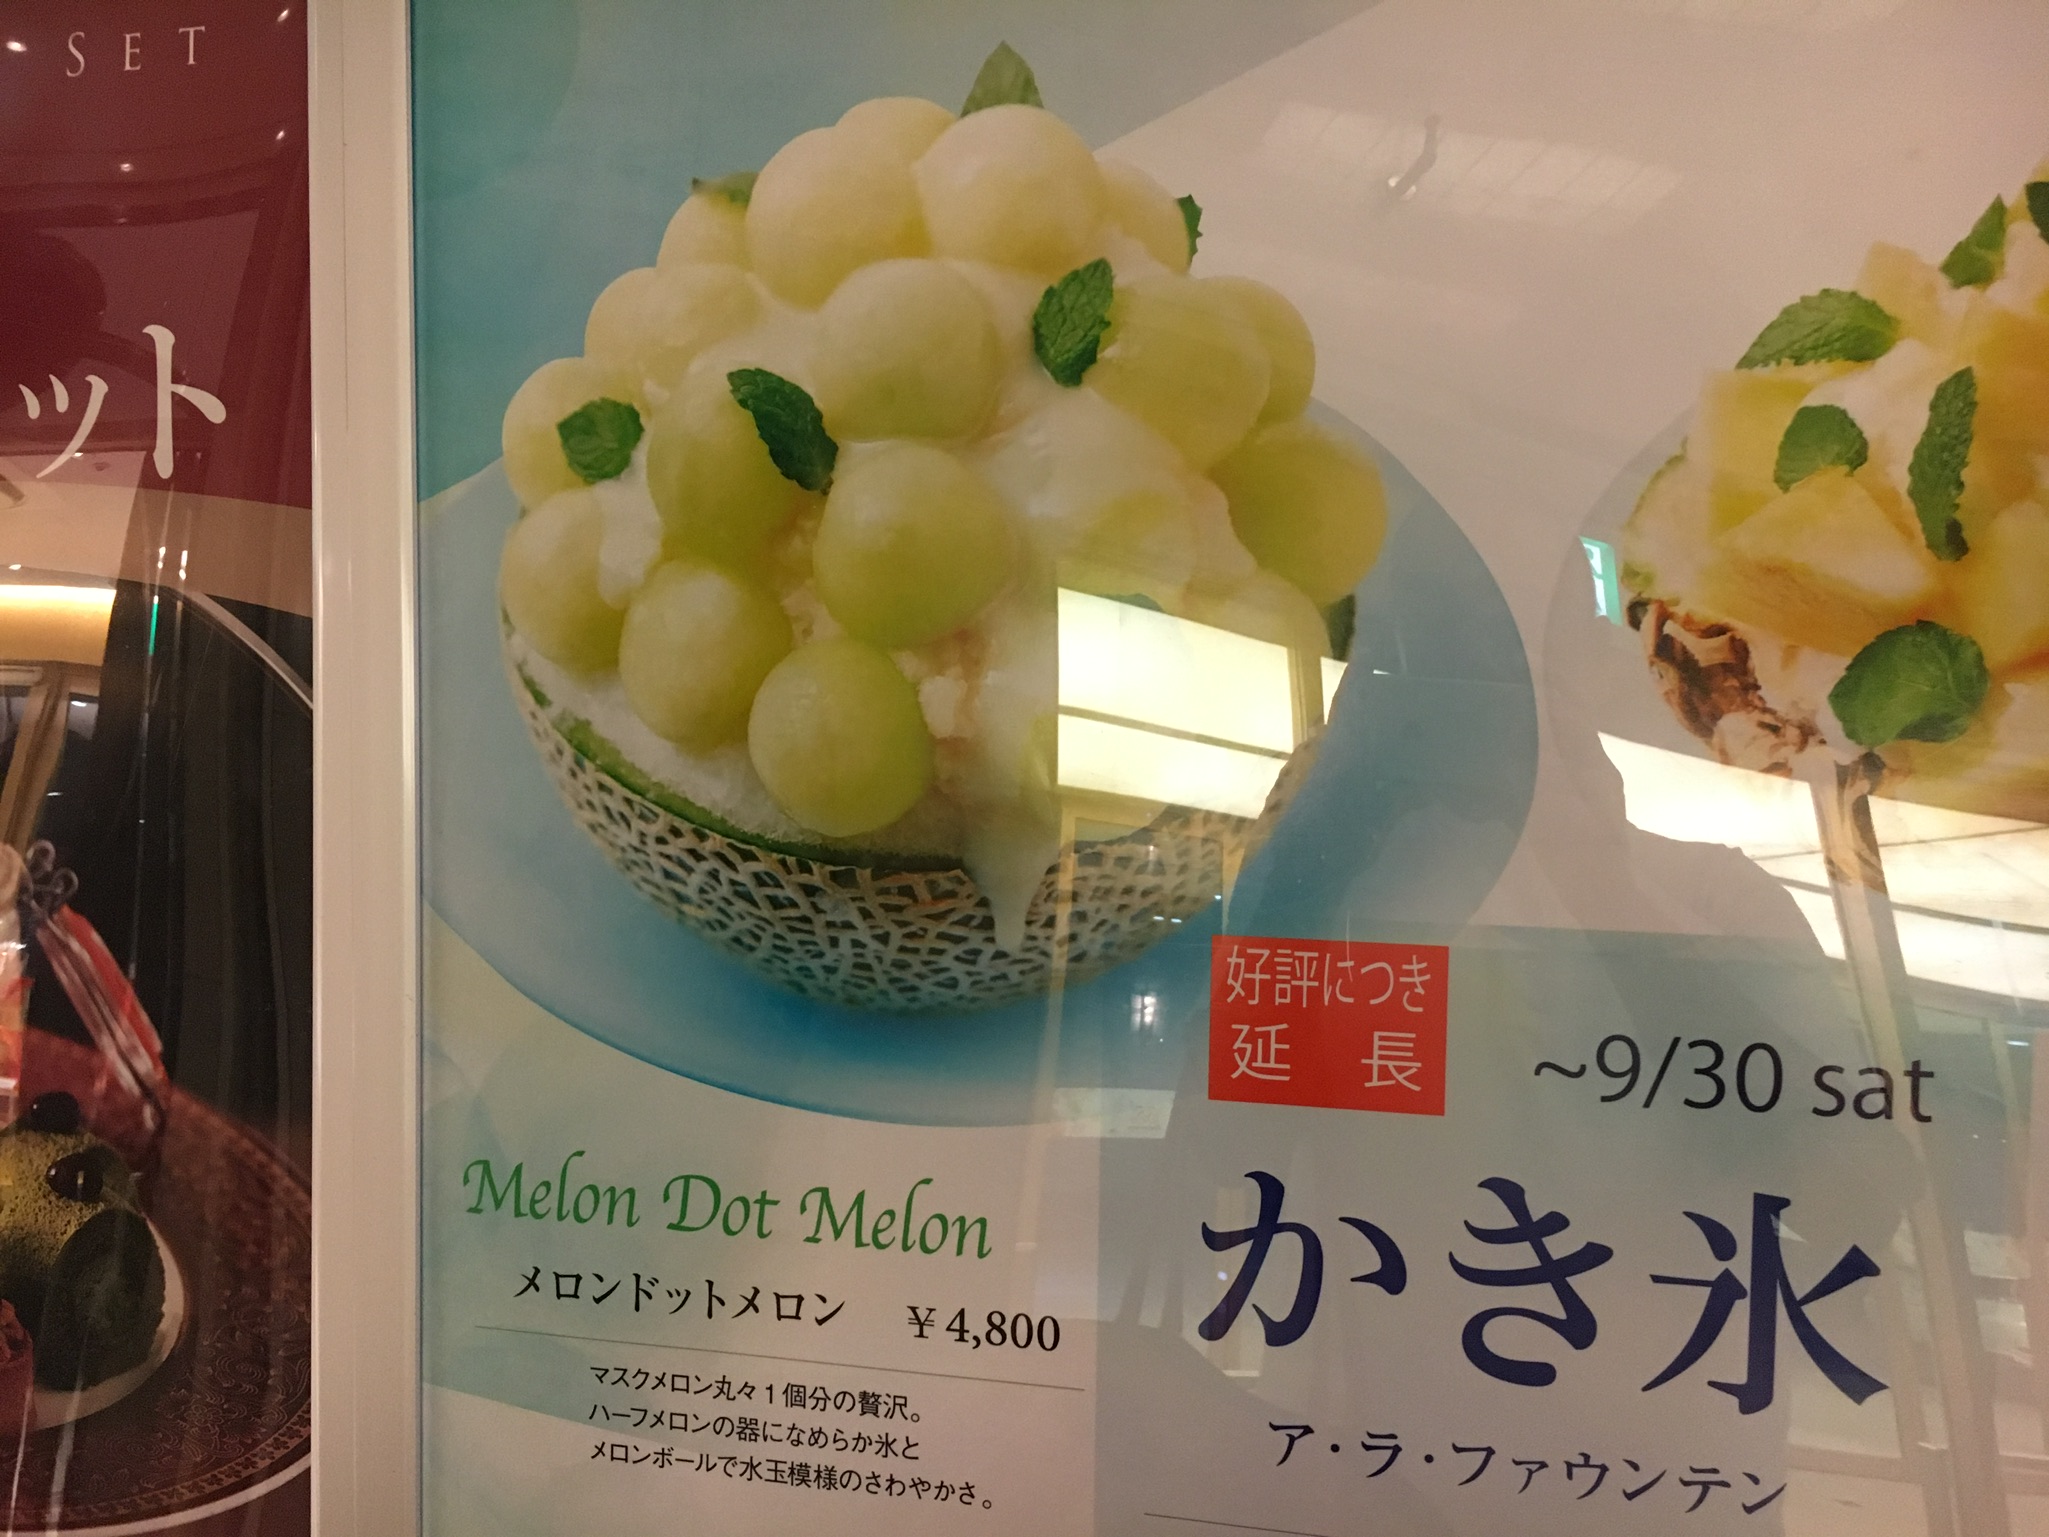 SET
ット
好評につき
延長
~9/30 sat
Melon Dot Melon
メロンドットメロン ¥4,800
マスクメロン丸々1個分の贅沢。
ハーフメロンの器になめらか氷と
メロンボールで水玉模様のさわやかさ。
かき氷
ア・ラ・ファウンテン